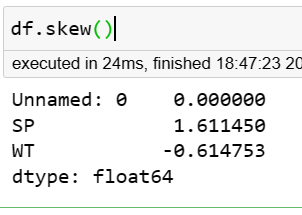 df.skew()
executed in 24ms, finished 18:47:23 20
Unnamed: 0    0.000000
SP            1.611450
WT           -0.614753
dtype: float64